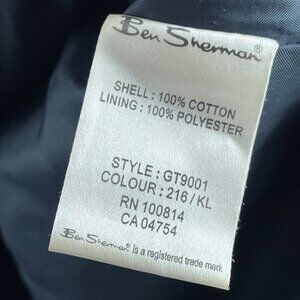 Ben Sherman®
SHELL : 100% COTTON
LINING : 100% POLYESTER
STYLE : GT9001
COLOUR : 216 / KL
RN 100814
CA 04754
Ben Sherman® is a registered trade mark